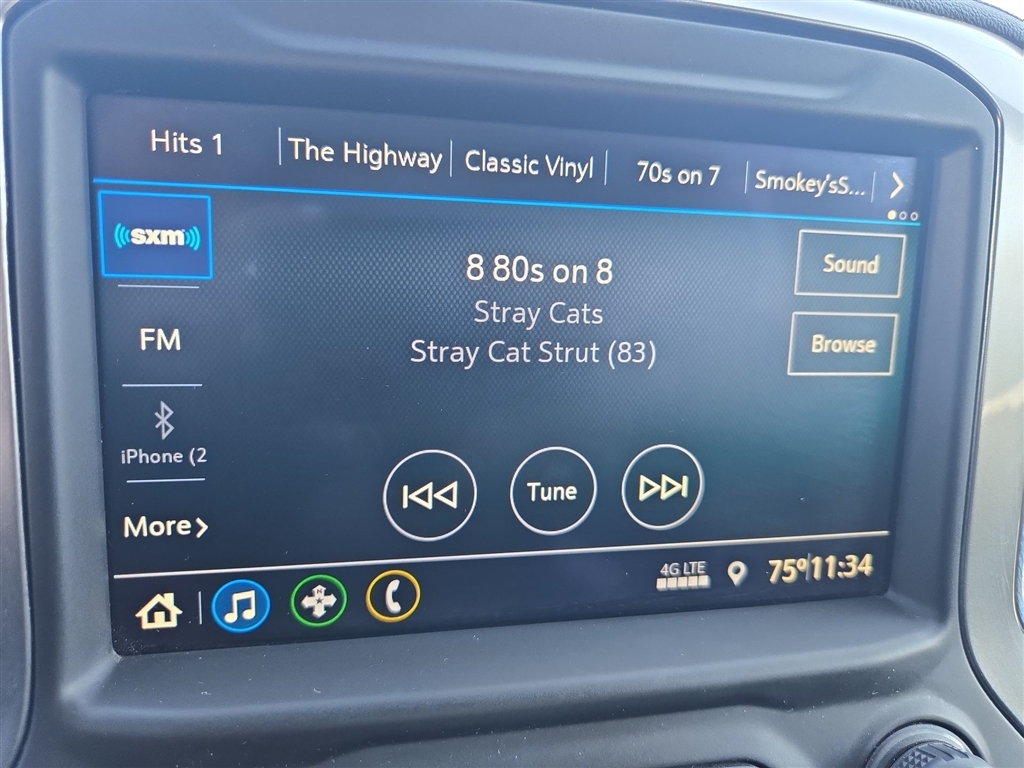 Hits 1 The Highway Classic Vinyl 70s on 7 Smokey'sS...
sxm
8 80s on 8
Sound
Stray Cats
FM
Stray Cat Strut (83)
Browse
iPhone (2
Tune
More
4G LTE 75° 11:34
N